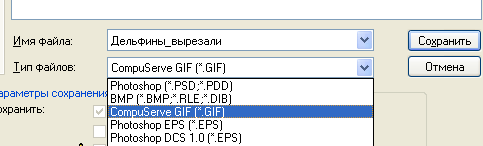 Имя файла: Дельфины_вырезали Сохранить
Тип файлов: CompuServe GIF (*.GIF) Отмена
Photoshop (*.PSD;*.PDD)
араметры сохранения BMP (*.BMP;*.RLE;*.DIB)
охранить: CompuServe GIF (*.GIF)
Photoshop EPS (*.EPS)
Photoshop DCS 1.0 (*.EPS)